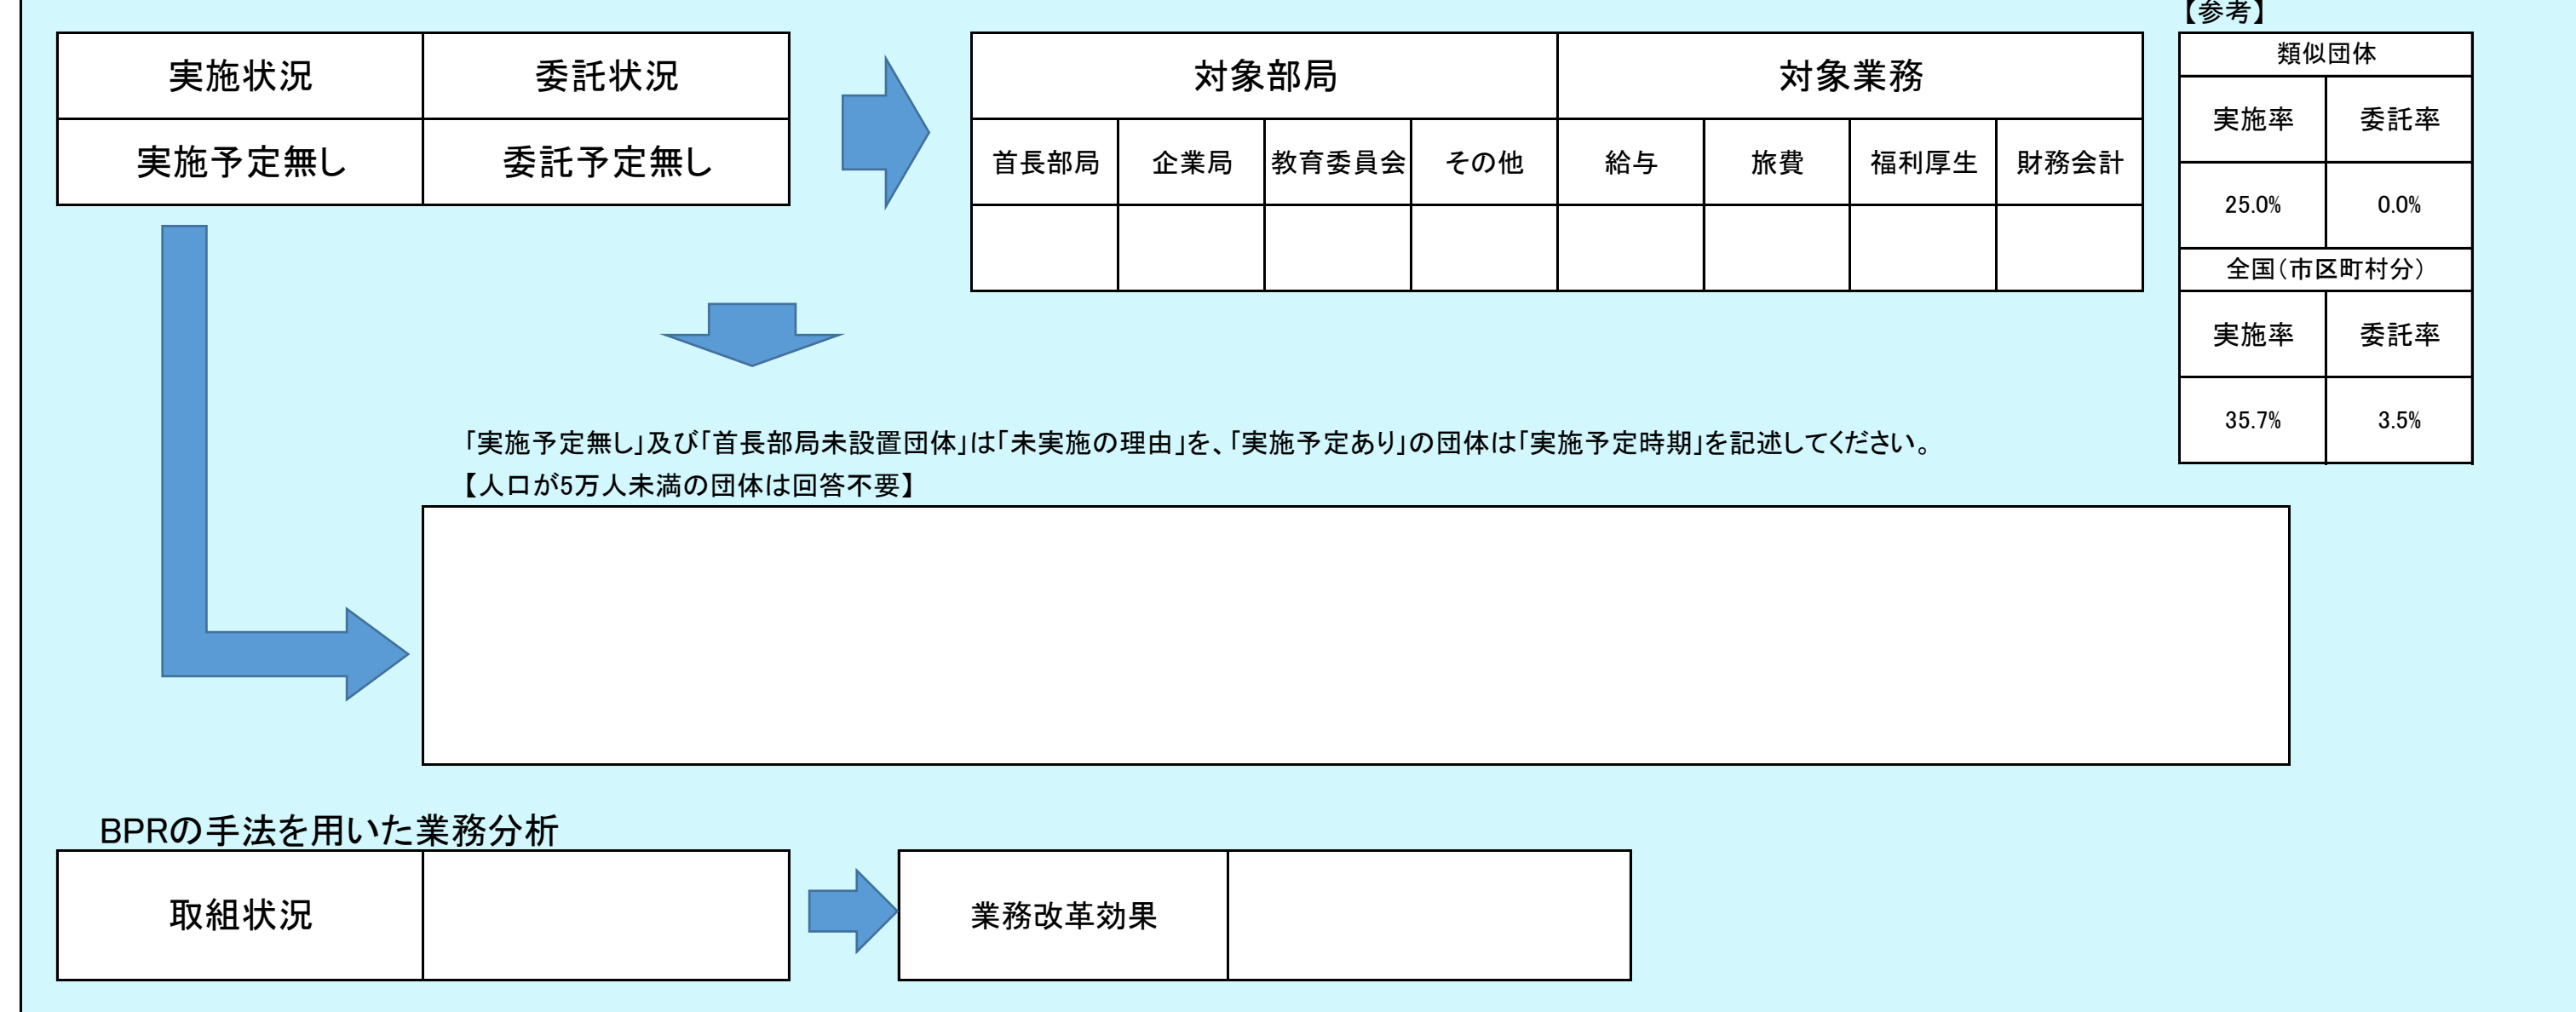 【参考】
実施状況 委託状況
実施予定無し 委託予定無し
対象部局 対象業務
首長部局 企業局 教育委員会 その他 給与 旅費 福利厚生 財務会計
類似団体
実施率 委託率
25.0% 0.0%
全国(市区町村分)
実施率 委託率
35.7% 3.5%
「実施予定無し」及び「首長部局未設置団体」は「未実施の理由」を、「実施予定あり」の団体は「実施予定時期」を記述してください。
【人口が5万人未満の団体は回答不要】
BPRの手法を用いた業務分析
取組状況
業務改革効果